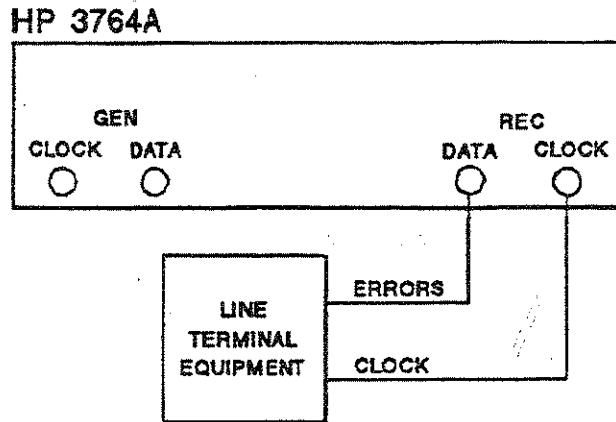 HP 3764A
GEN
REC
CLOCK DATA
DATA CLOCK
ERRORS
LINE
TERMINAL
EQUIPMENT
CLOCK